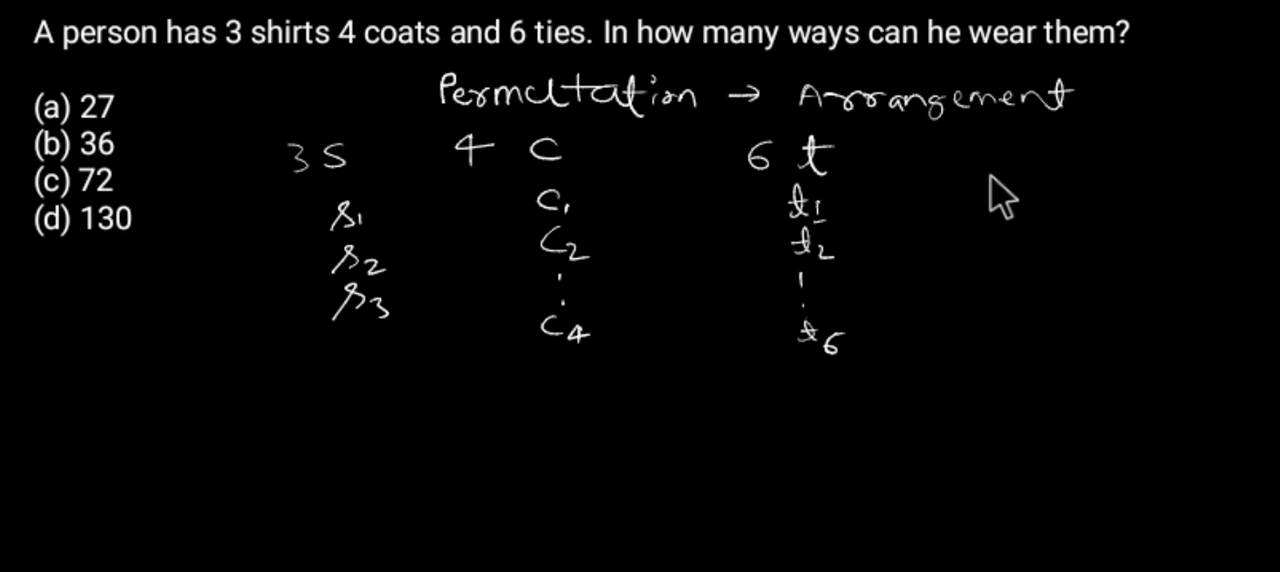 A person has 3 shirts 4 coats and 6 ties. In how many ways can he wear them?
Permutation → Arrangement
(a) 27
(b) 36
(c) 72
(d) 130
3 S 4 C 6 t
s₁ C₁ t₁
s₂ C₂ t₂
s₃ C₄ t₆